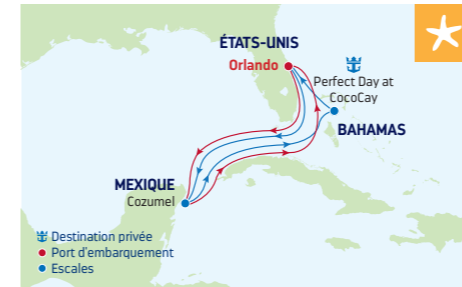 ÉTATS-UNIS
Orlando
Perfect Day at
CocoCay
BAHAMAS
MEXIQUE
Cozumel
Destination privée
Port d'embarquement
Escales